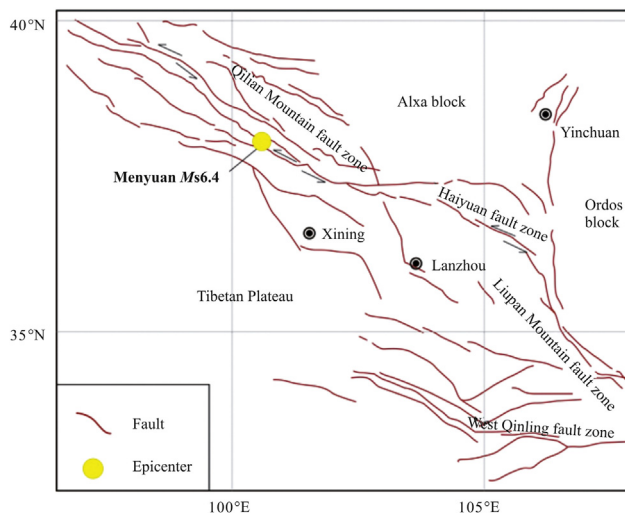 40°N
Qilian Mountain fault zone
Alxa block
Yinchuan
Menyuan Ms6.4
Haiyuan fault zone
Ordos
block
Xining
Lanzhou
Tibetan Plateau
Liupan Mountain fault zone
35°N
West Qinling fault zone
Fault
Epicenter
100°E
105°E